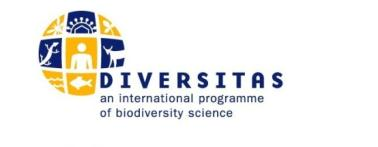 DIVERSITAS
an international programme
of biodiversity science